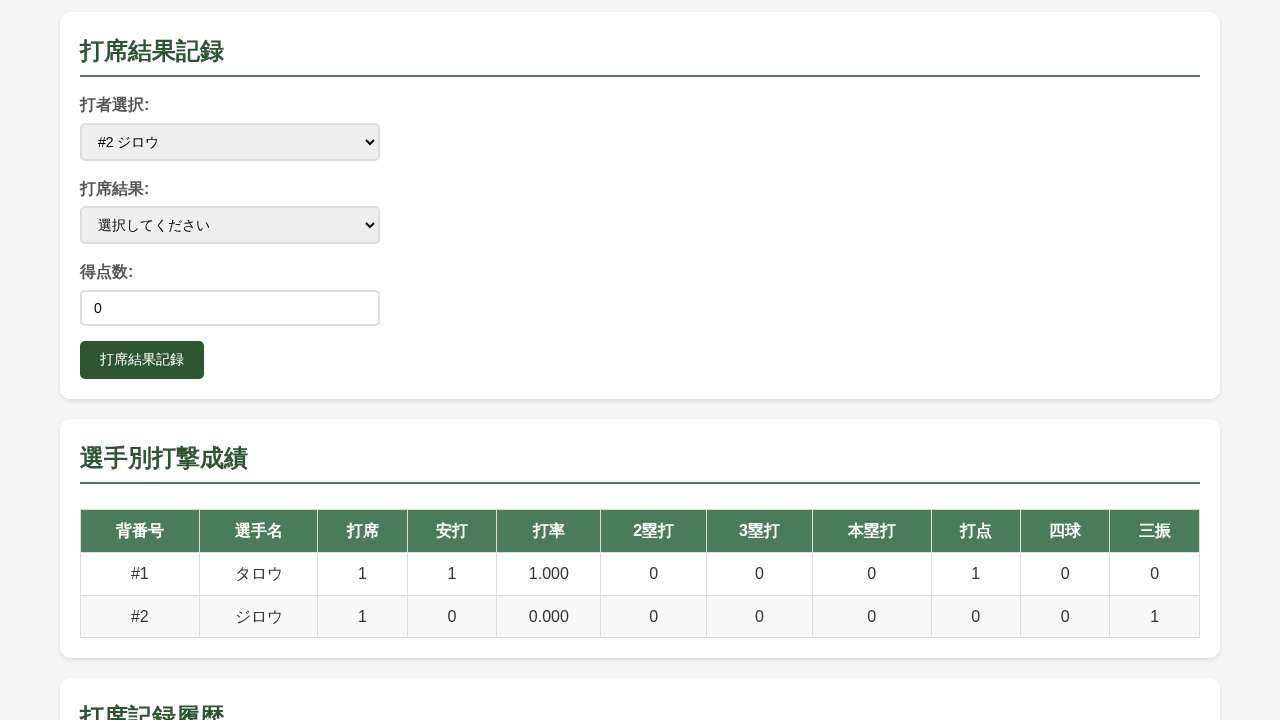 打席結果記録
打者選択:
#2 ジロウ
打席結果:
選択してください
得点数:
0
打席結果記録
選手別打撃成績
背番号 選手名 打席 安打 打率 2塁打 3塁打 本塁打 打点 四球 三振
#1 タロウ 1 1 1.000 0 0 0 1 0 0
#2 ジロウ 1 0 0.000 0 0 0 0 0 1
打席記録履歴